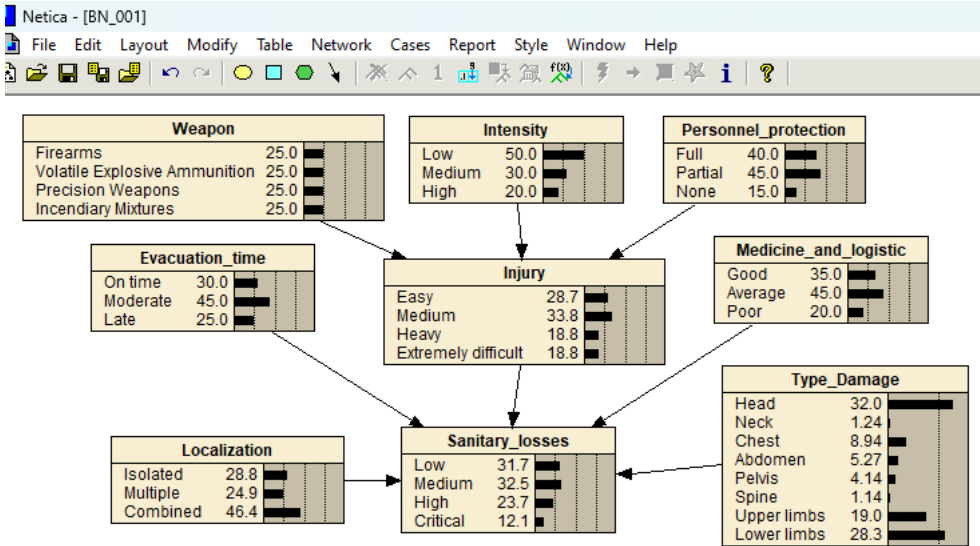 Netica - [BN_001]
File Edit Layout Modify Table Network Cases Report Style Window Help
1 f(x) i ?
Weapon
Firearms 25.0
Volatile Explosive Ammunition 25.0
Precision Weapons 25.0
Incendiary Mixtures 25.0
Intensity
Low 50.0
Medium 30.0
High 20.0
Personnel_protection
Full 40.0
Partial 45.0
None 15.0
Evacuation_time
On time 30.0
Moderate 45.0
Late 25.0
Injury
Easy 28.7
Medium 33.8
Heavy 18.8
Extremely difficult 18.8
Medicine_and_logistic
Good 35.0
Average 45.0
Poor 20.0
Localization
Isolated 28.8
Multiple 24.9
Combined 46.4
Sanitary_losses
Low 31.7
Medium 32.5
High 23.7
Critical 12.1
Type_Damage
Head 32.0
Neck 1.24
Chest 8.94
Abdomen 5.27
Pelvis 4.14
Spine 1.14
Upper limbs 19.0
Lower limbs 28.3